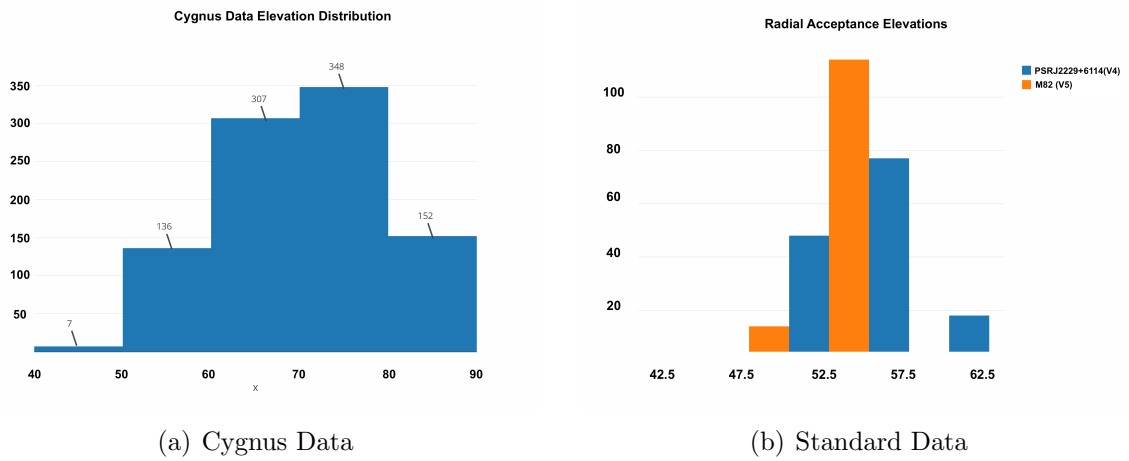 Cygnus Data Elevation Distribution
350
300
250
200
150
100
50
7
136
307
348
152
40 50 60 70 80 90
x
(a) Cygnus Data
Radial Acceptance Elevations
PSRJ2229+6114(V4)
M82 (V5)
100
80
60
40
20
42.5 47.5 52.5 57.5 62.5
(b) Standard Data